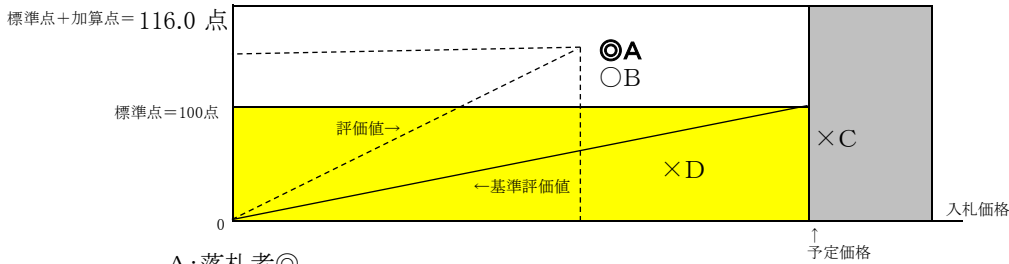 標準点＋加算点＝116.0 点
◎A
○B
標準点＝100点
評価値→
×C
×D
←基準評価値
入札価格
0
↑
予定価格
A:落札者◎